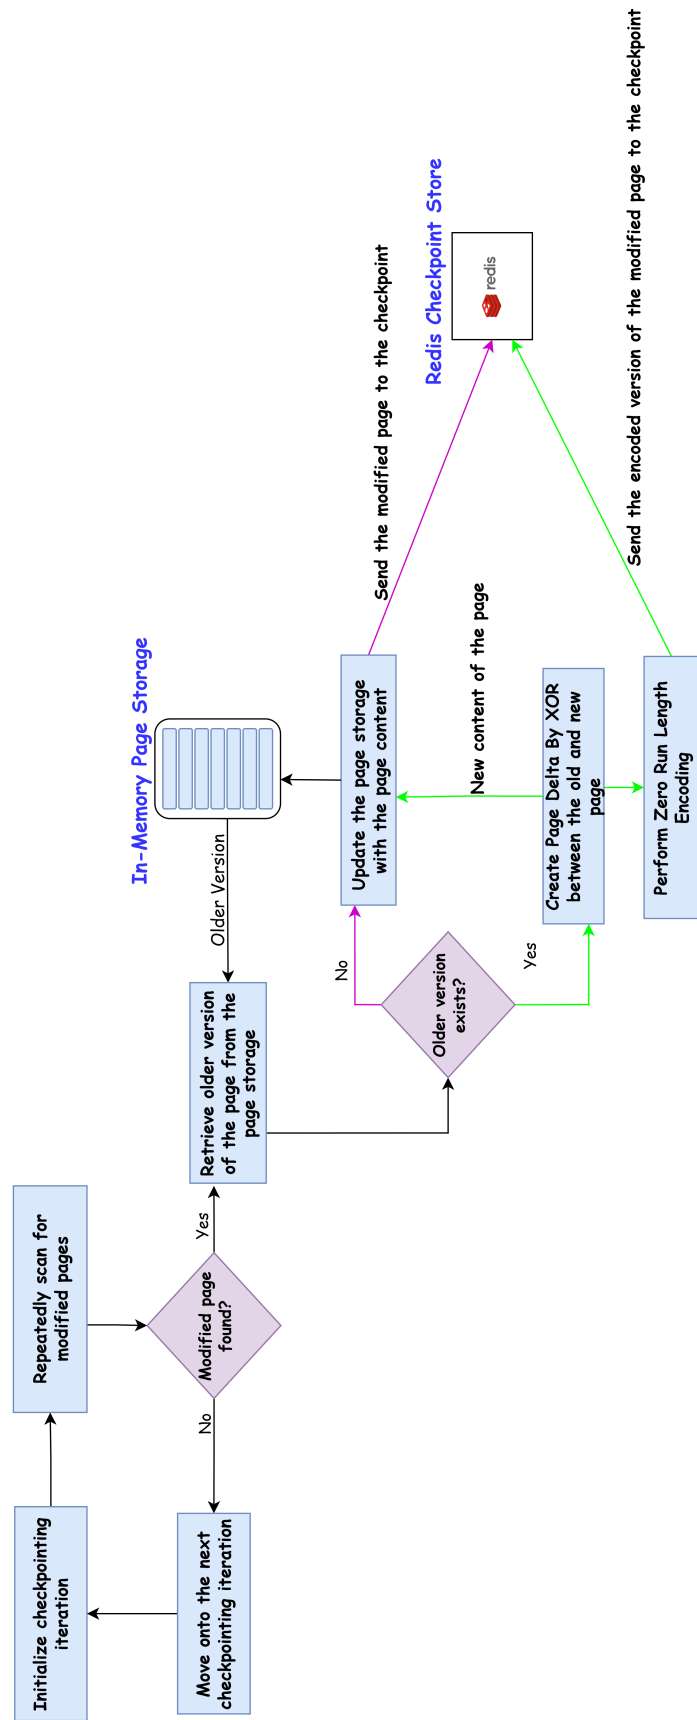 Initialize checkpointing
iteration
Repeatedly scan for
modified pages
Move onto the next
checkpointing iteration
No
Modified page
found?
Yes
Retrieve older version
of the page from the
page storage
Older Version
In-Memory Page Storage
Older version
exists?
No
Yes
Update the page storage
with the page content
New content of the page
Create Page Delta By XOR
between the old and new
page
Perform Zero Run Length
Encoding
Send the modified page to the checkpoint
Redis Checkpoint Store
redis
Send the encoded version of the modified page to the checkpoint